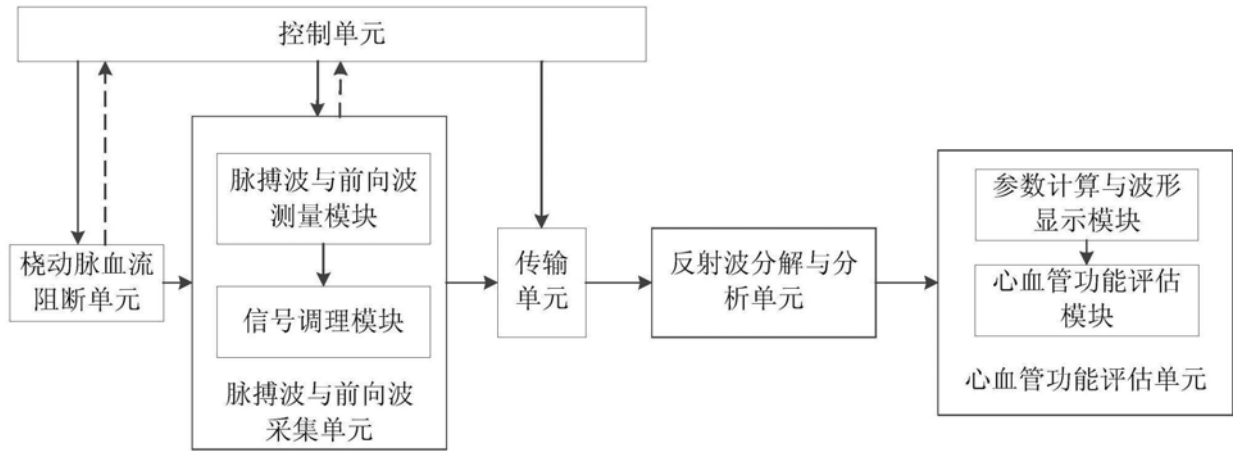 控制单元
脉搏波与前向波
测量模块
信号调理模块
脉搏波与前向波
采集单元
桡动脉血流
阻断单元
传输
单元
反射波分解与分
析单元
参数计算与波形
显示模块
心血管功能评估
模块
心血管功能评估单元